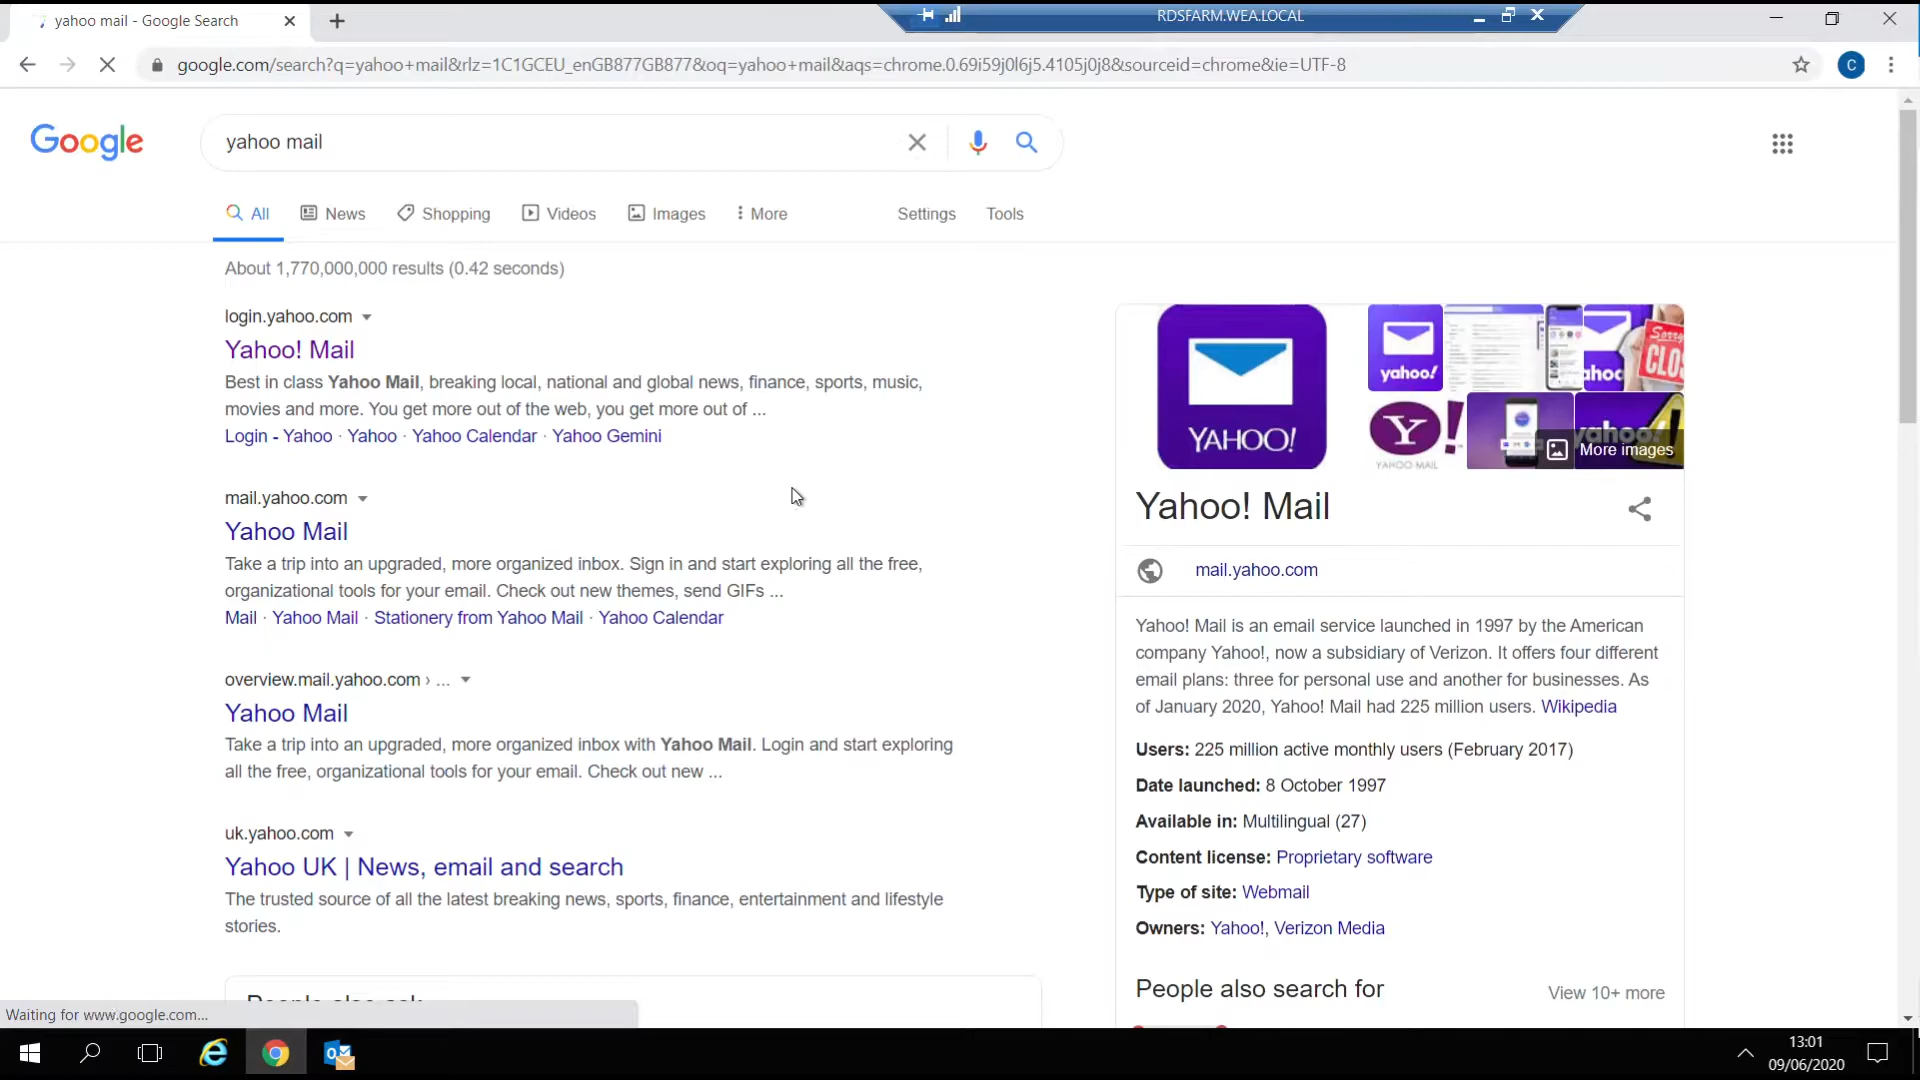 yahoo mail - Google Search
RDSFARM.WEA.LOCAL
google.com/search?q=yahoo+mail&rlz=1C1GCEU_enGB877GB877&oq=yahoo+mail&aqs=chrome.0.69i59j0l6j5.4105j0j8&sourceid=chrome&ie=UTF-8
C
Google
yahoo mail
All
News
Shopping
Videos
Images
More
Settings
Tools
About 1,770,000,000 results (0.42 seconds)
login.yahoo.com
Yahoo! Mail
Best in class Yahoo Mail, breaking local, national and global news, finance, sports, music,
movies and more. You get more out of the web, you get more out of ...
Login - Yahoo · Yahoo · Yahoo Calendar · Yahoo Gemini
mail.yahoo.com
Yahoo Mail
Take a trip into an upgraded, more organized inbox. Sign in and start exploring all the free,
organizational tools for your email. Check out new themes, send GIFs ...
Mail · Yahoo Mail · Stationery from Yahoo Mail · Yahoo Calendar
overview.mail.yahoo.com › ...
Yahoo Mail
Take a trip into an upgraded, more organized inbox with Yahoo Mail. Login and start exploring
all the free, organizational tools for your email. Check out new ...
uk.yahoo.com
Yahoo UK | News, email and search
The trusted source of all the latest breaking news, sports, finance, entertainment and lifestyle
stories.
People also ask
YAHOO!
yahoo!
Sorry
YAHOO MAIL
More images
Yahoo! Mail
mail.yahoo.com
Yahoo! Mail is an email service launched in 1997 by the American
company Yahoo!, now a subsidiary of Verizon. It offers four different
email plans: three for personal use and another for businesses. As
of January 2020, Yahoo! Mail had 225 million users. Wikipedia
Users: 225 million active monthly users (February 2017)
Date launched: 8 October 1997
Available in: Multilingual (27)
Content license: Proprietary software
Type of site: Webmail
Owners: Yahoo!, Verizon Media
People also search for
View 10+ more
Waiting for www.google.com...
13:01
09/06/2020